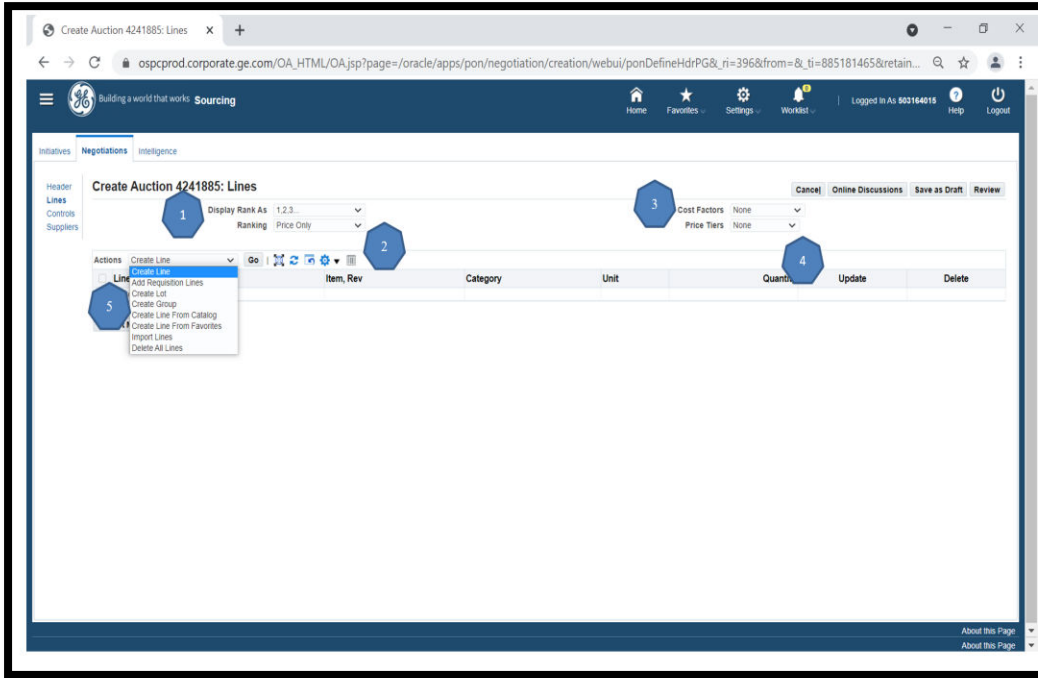 Create Auction 4241885: Lines
ospcprod.corporate.ge.com/OA_HTML/OA.jsp?page=/oracle/apps/pon/negotiation/creation/webui/ponDefineHdrPG&_ri=396&from=&_ti=885181465&retain...
Building a world that works Sourcing
Home Favorites Settings Worklist Logged In As 503164015 Help Logout
Initiatives Negotiations Intelligence
Header
Lines
Controls
Suppliers
Create Auction 4241885: Lines
Cancel Online Discussions Save as Draft Review
1
Display Rank As 1,2,3...
Ranking Price Only
2
3
Cost Factors None
Price Tiers None
4
Actions Create Line Go
Line Item, Rev Category Unit Quantity Update Delete
5
Create Line
Add Requisition Lines
Create Lot
Create Group
Create Line From Catalog
Create Line From Favorites
Import Lines
Delete All Lines
About this Page
About this Page